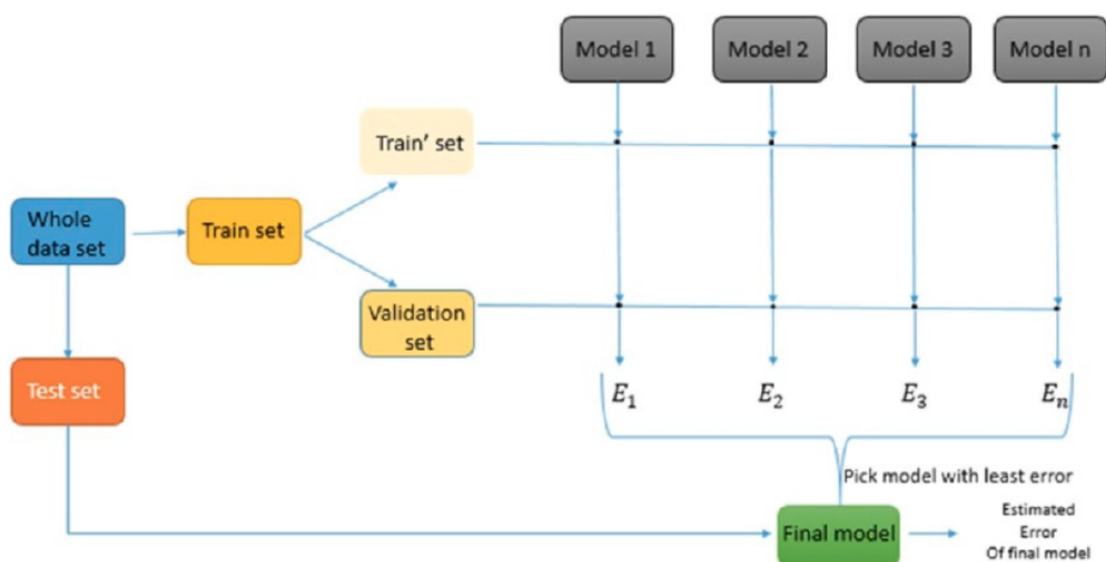 Model 1
Model 2
Model 3
Model n
Train' set
Whole
data set
Train set
Validation
set
Test set
E₁
E₂
E₃
Eₙ
Pick model with least error
Final model
Estimated
Error
Of final model